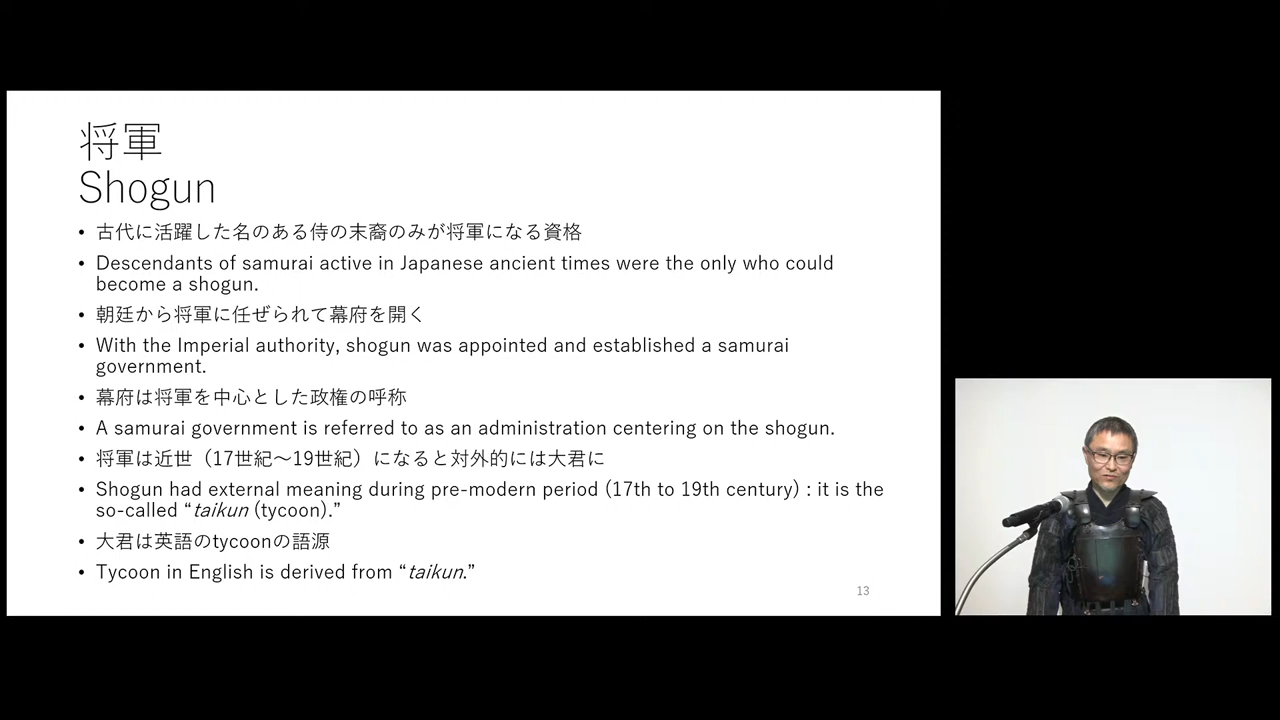 将軍
Shogun
• 古代に活躍した名のある侍の末裔のみが将軍になる資格
• Descendants of samurai active in Japanese ancient times were the only who could
become a shogun.
• 朝廷から将軍に任ぜられて幕府を開く
• With the Imperial authority, shogun was appointed and established a samurai
government.
• 幕府は将軍を中心とした政権の呼称
• A samurai government is referred to as an administration centering on the shogun.
• 将軍は近世（17世紀～19世紀）になると対外的には大君に
• Shogun had external meaning during pre-modern period (17th to 19th century) : it is the
so-called “taikun (tycoon).”
• 大君は英語のtycoonの語源
• Tycoon in English is derived from “taikun.”
13